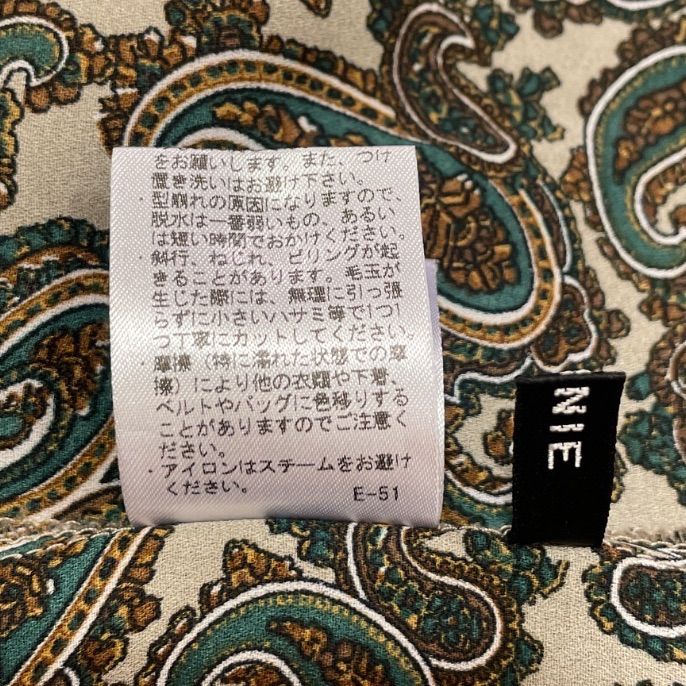 をお願いします。また、つけ
置き洗いはお避け下さい。
型崩れの原因になりますので、
脱水は一番弱いもの、あるい
は短い時間でおかけください。
・斜行、ねじれ、ピリングが起
きることがあります。毛玉が
生じた際には、無理に引っ張
らずに小さいハサミ等で1つ1
つ丁寧にカットしてください。
・摩擦（特に濡れた状態での摩
擦）により他の衣類や下着、
ベルトやバッグに色移りする
ことがありますのでご注意く
ださい。
・アイロンはスチームをお避け
ください。
E-51
NIE